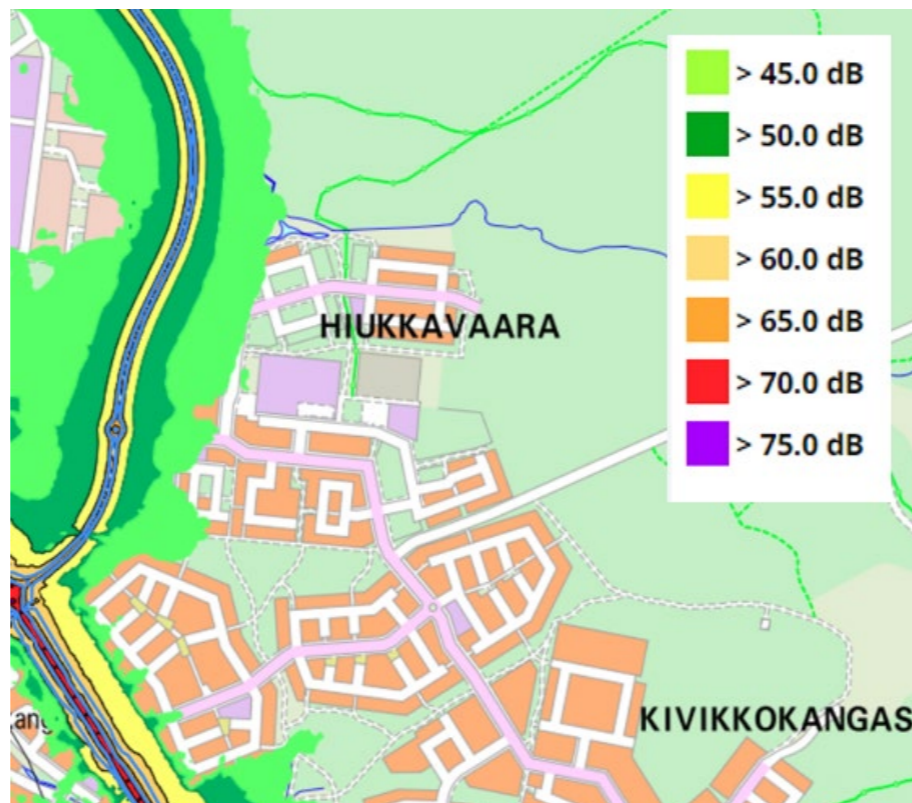 > 45.0 dB
> 50.0 dB
> 55.0 dB
> 60.0 dB
> 65.0 dB
> 70.0 dB
> 75.0 dB
HIUKKAVAARA
KIVIKKOKANGAS